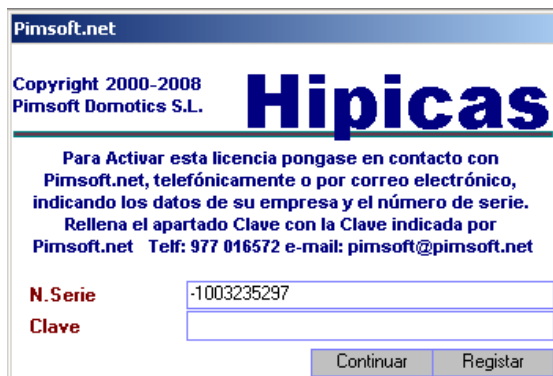 Pimsoft.net
Copyright 2000-2008
Pimsoft Domotics S.L.
Hipicas
Para Activar esta licencia pongase en contacto con
Pimsoft.net, telefónicamente o por correo electrónico,
indicando los datos de su empresa y el número de serie.
Rellena el apartado Clave con la Clave indicada por
Pimsoft.net Telf: 977 016572 e-mail: pimsoft@pimsoft.net
N.Serie -1003235297
Clave
Continuar Registar